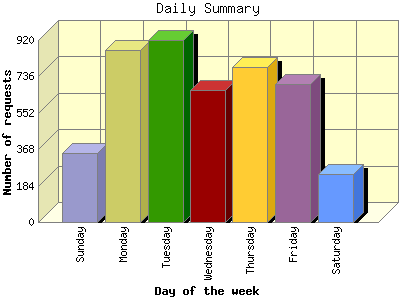 Daily Summary
920
736
552
368
184
0
Number of requests
Sunday
Monday
Tuesday
Wednesday
Thursday
Friday
Saturday
Day of the week